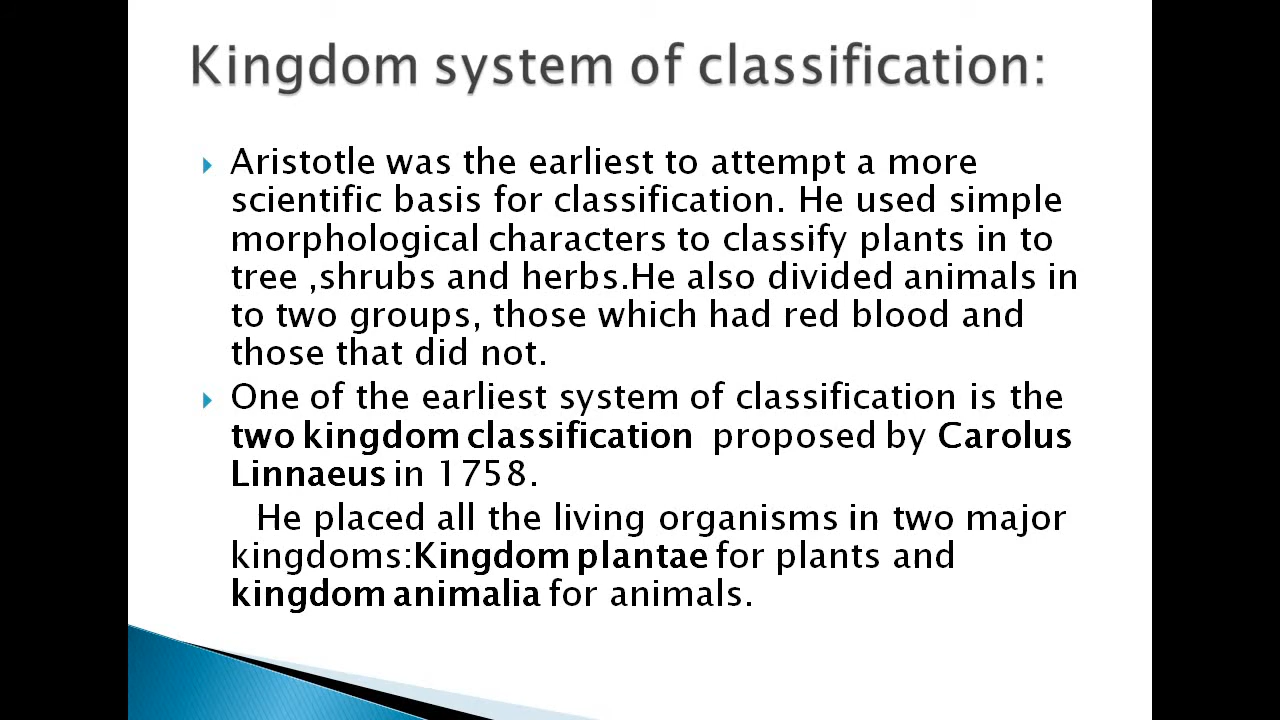 Kingdom system of classification:
Aristotle was the earliest to attempt a more
scientific basis for classification. He used simple
morphological characters to classify plants in to
tree ,shrubs and herbs.He also divided animals in
to two groups, those which had red blood and
those that did not.
One of the earliest system of classification is the
two kingdom classification proposed by Carolus
Linnaeus in 1758.
He placed all the living organisms in two major
kingdoms:Kingdom plantae for plants and
kingdom animalia for animals.